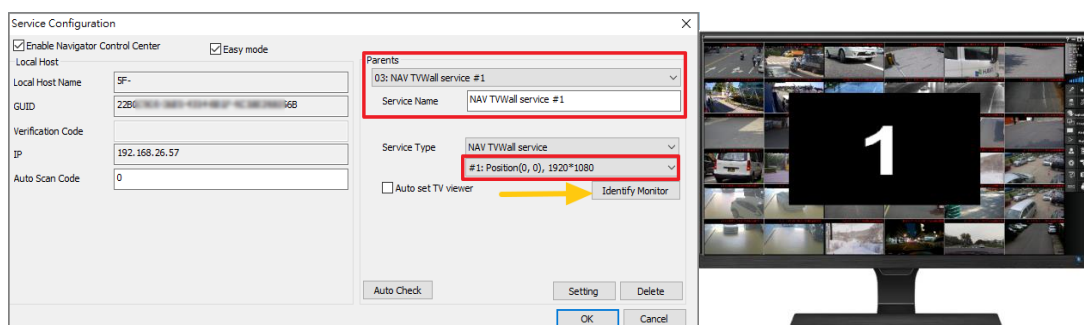 Service Configuration
Enable Navigator Control Center
Easy mode
Local Host
Local Host Name
5F-
GUID
Verification Code
IP
192.168.26.57
Auto Scan Code
0
Parents
03: NAV TVWall service #1
Service Name
NAV TVWall service #1
Service Type
NAV TVWall service
#1: Position(0, 0), 1920*1080
Auto set TV viewer
Identify Monitor
Auto Check
Setting
Delete
OK
Cancel
1